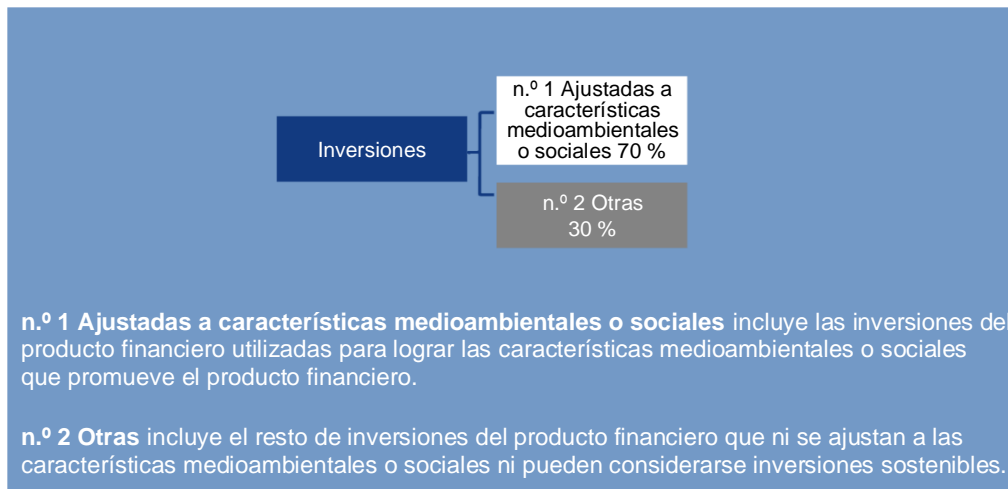 Inversiones
n.º 1 Ajustadas a
características
medioambientales
o sociales 70 %
n.º 2 Otras
30 %
n.º 1 Ajustadas a características medioambientales o sociales incluye las inversiones del
producto financiero utilizadas para lograr las características medioambientales o sociales
que promueve el producto financiero.
n.º 2 Otras incluye el resto de inversiones del producto financiero que ni se ajustan a las
características medioambientales o sociales ni pueden considerarse inversiones sostenibles.